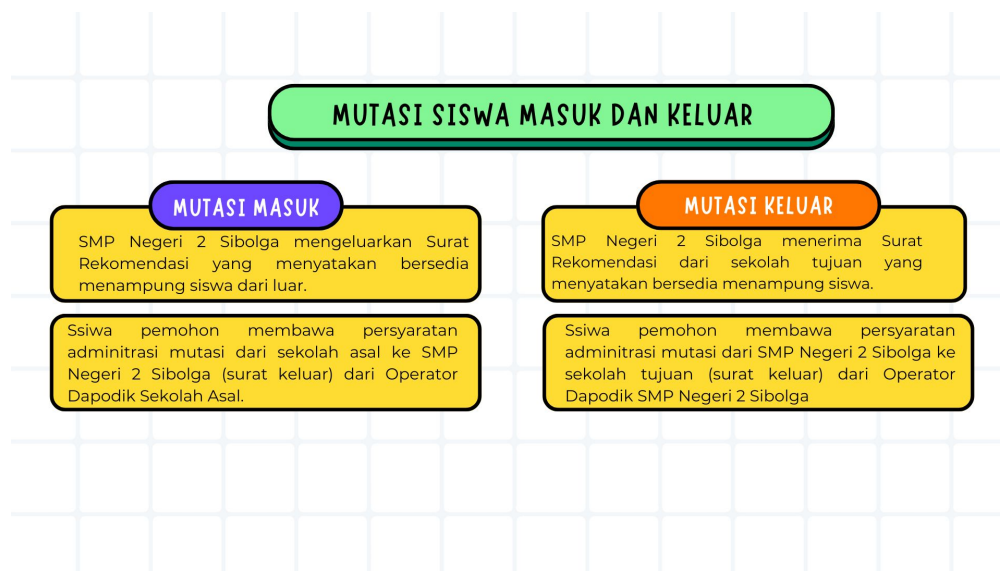 MUTASI SISWA MASUK DAN KELUAR
MUTASI MASUK
SMP Negeri 2 Sibolga mengeluarkan Surat
Rekomendasi yang menyatakan bersedia
menampung siswa dari luar.
Ssiwa pemohon membawa persyaratan
adminitrasi mutasi dari sekolah asal ke SMP
Negeri 2 Sibolga (surat keluar) dari Operator
Dapodik Sekolah Asal.
MUTASI KELUAR
SMP Negeri 2 Sibolga menerima Surat
Rekomendasi dari sekolah tujuan yang
menyatakan bersedia menampung siswa.
Ssiwa pemohon membawa persyaratan
adminitrasi mutasi dari SMP Negeri 2 Sibolga ke
sekolah tujuan (surat keluar) dari Operator
Dapodik SMP Negeri 2 Sibolga